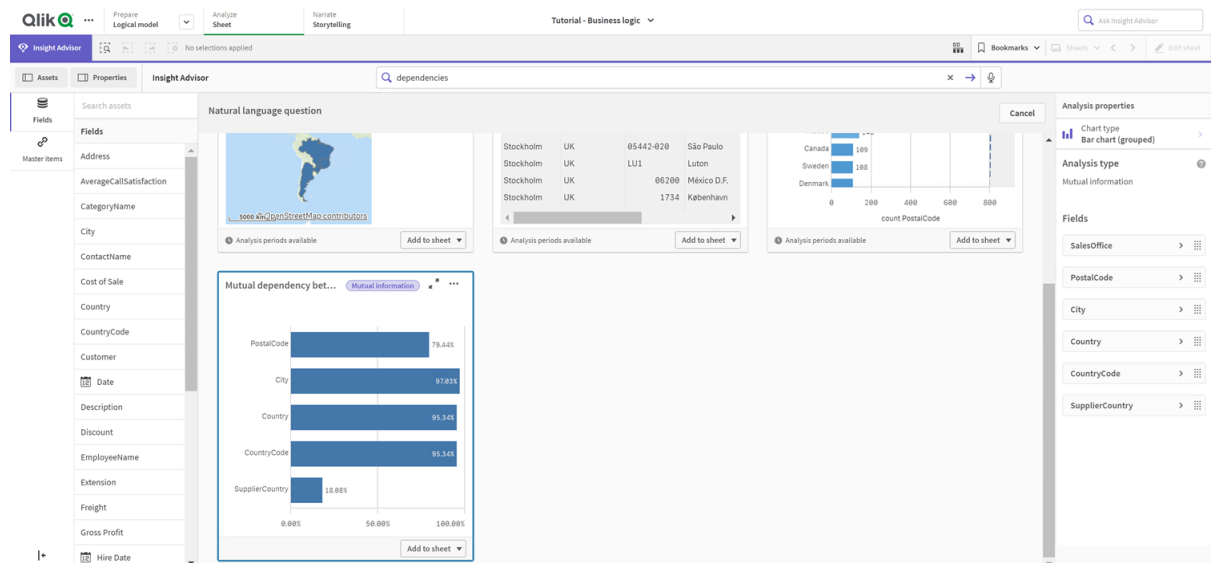 Qlik
Prepare
Logical model
Analyze
Sheet
Narrate
Storytelling
Tutorial - Business logic
Ask Insight Advisor
Insight Advisor
No selections applied
Bookmarks
Sheets
Edit sheet
Assets
Properties
Insight Advisor
dependencies
Fields
Master items
Search assets
Fields
Address
AverageCallSatisfaction
CategoryName
City
ContactName
Cost of Sale
Country
CountryCode
Customer
Date
Description
Discount
EmployeeName
Extension
Freight
Gross Profit
Hire Date
Natural language question
Cancel
5000 km
OpenStreetMap contributors
Analysis periods available
Add to sheet
Stockholm UK 05442-020 São Paulo
Stockholm UK LU1 Luton
Stockholm UK 06200 México D.F.
Stockholm UK 1734 København
Analysis periods available
Add to sheet
Canada 109
Sweden 108
Denmark
0 200 400 600 800
count PostalCode
Analysis periods available
Add to sheet
Mutual dependency bet...
Mutual information
PostalCode 79.44%
City 97.03%
Country 95.34%
CountryCode 95.34%
SupplierCountry 18.08%
0.00% 50.00% 100.00%
Add to sheet
Analysis properties
Chart type
Bar chart (grouped)
Analysis type
Mutual information
Fields
SalesOffice
PostalCode
City
Country
CountryCode
SupplierCountry